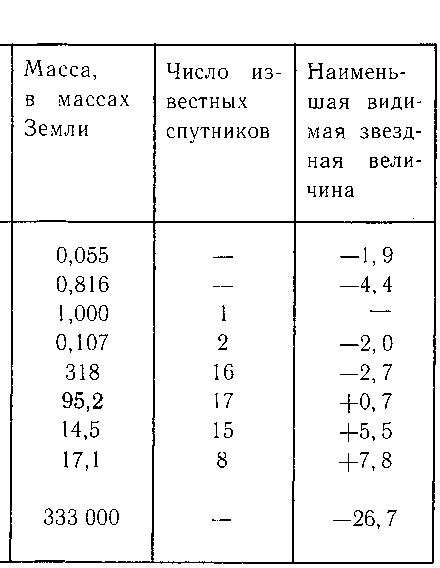 Масса, Число из- Наимень-
в массах вестных шая види-
Земли спутников мая звезд-
ная вели-
чина
0,055 — —1,9
0,816 — —4,4
1,000 1 —
0,107 2 —2,0
318 16 —2,7
95,2 17 +0,7
14,5 15 +5,5
17,1 8 +7,8
333 000 — —26,7